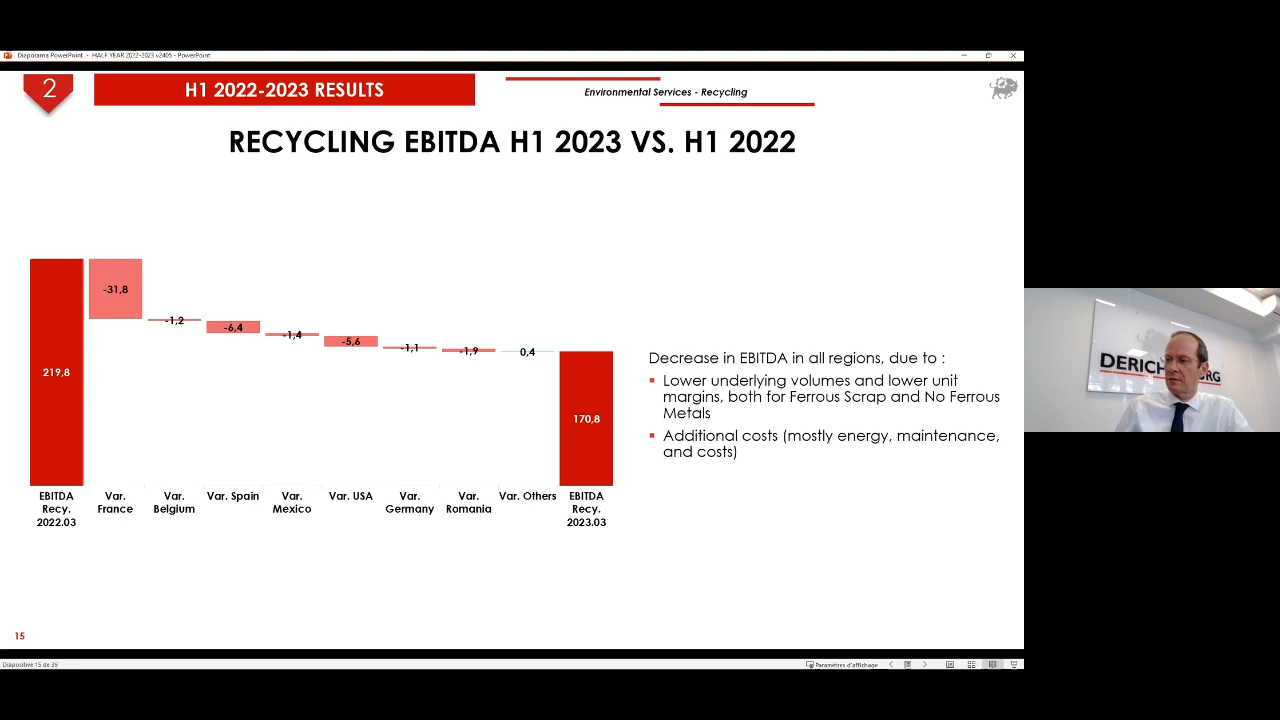 Diaporama PowerPoint - HALF YEAR 2022-2023 v2405 - PowerPoint
2
H1 2022-2023 RESULTS
Environmental Services - Recycling
RECYCLING EBITDA H1 2023 VS. H1 2022
219,8
-31,8
-1,2
-6,4
-1,4
-5,6
-1,1
-1,9
0,4
170,8
EBITDA
Recy.
2022.03
Var.
France
Var.
Belgium
Var. Spain
Var.
Mexico
Var. USA
Var.
Germany
Var.
Romania
Var. Others
EBITDA
Recy.
2023.03
Decrease in EBITDA in all regions, due to :
Lower underlying volumes and lower unit
margins, both for Ferrous Scrap and No Ferrous
Metals
Additional costs (mostly energy, maintenance,
and costs)
15
Diapositive 15 de 39
Paramètres d'affichage